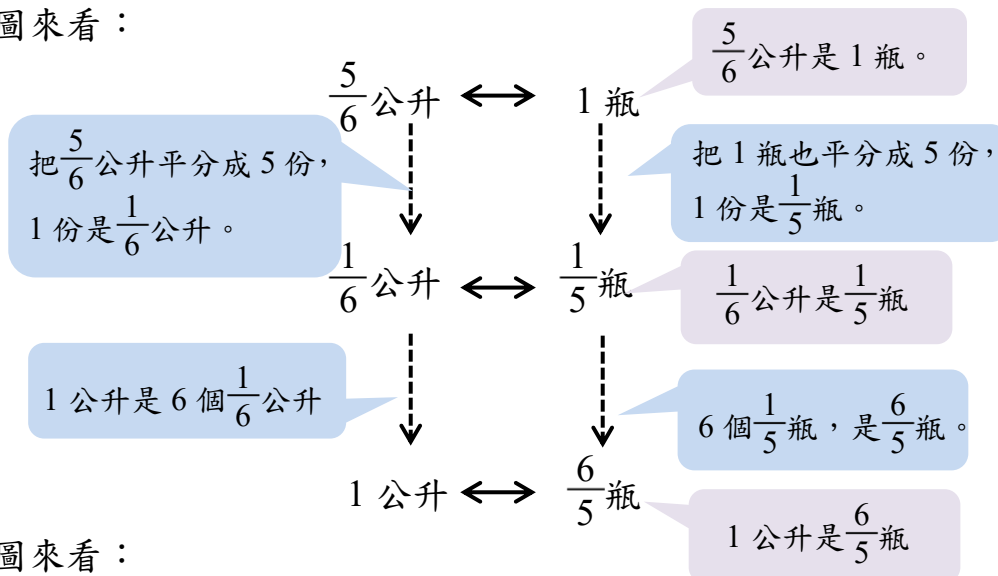 圖來看：
5/6公升是 1 瓶。
5/6公升 ↔ 1 瓶
把5/6公升平分成 5 份，
1 份是1/6公升。
把 1 瓶也平分成 5 份，
1 份是1/5瓶。
1/6公升 ↔ 1/5瓶
1/6公升是1/5瓶
1 公升是 6 個1/6公升
6 個1/5瓶，是6/5瓶。
1 公升 ↔ 6/5瓶
1 公升是6/5瓶
圖來看：